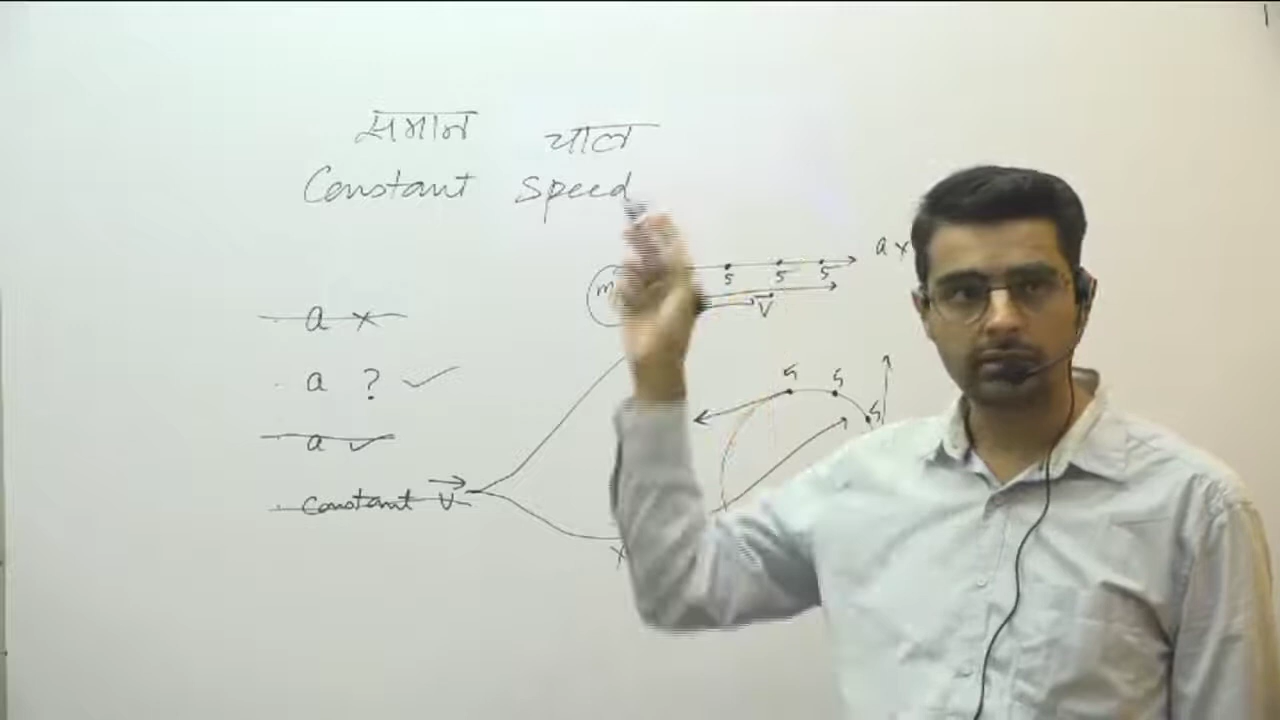 समान चाल
Constant Speed
a x
m
5 5 5
V
a x
a ? ✓
5 5 5
a ✓
Constant V
x